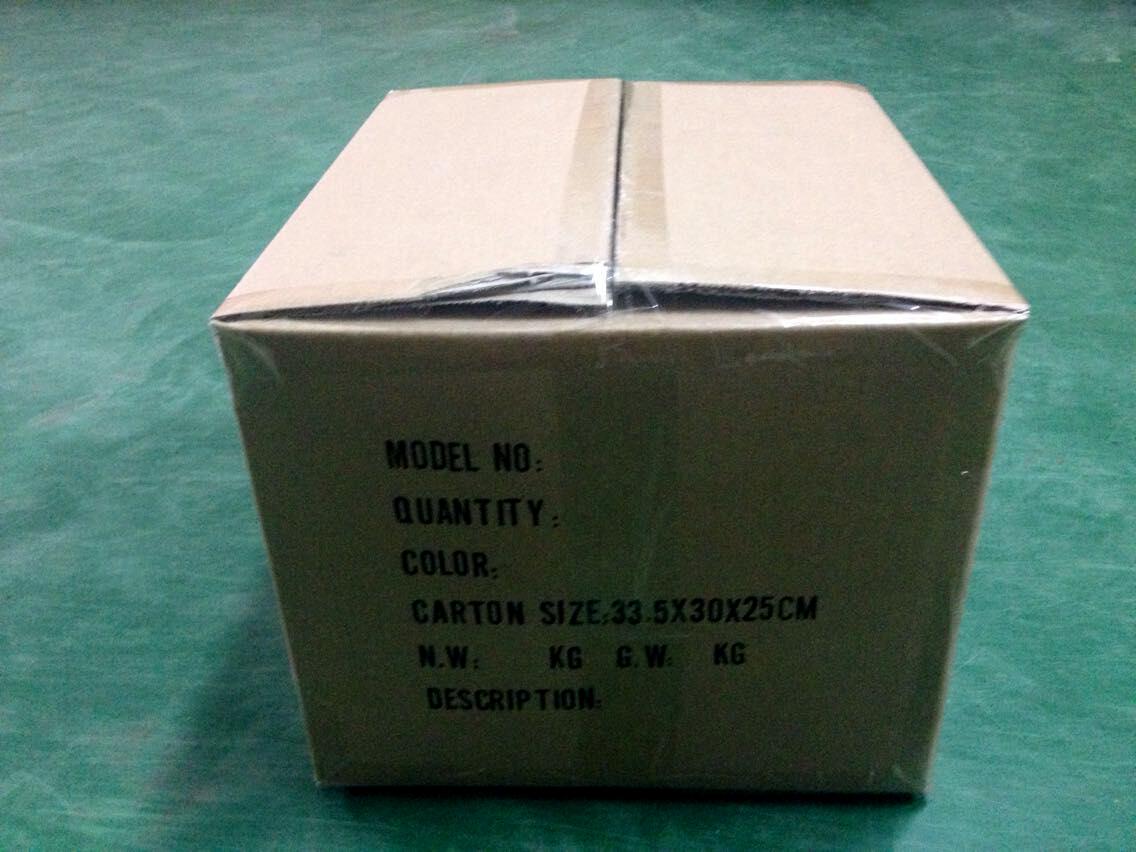 MODEL NO:
QUANTITY:
COLOR:
CARTON SIZE:33.5X30X25CM
N.W: KG G.W: KG
DESCRIPTION: